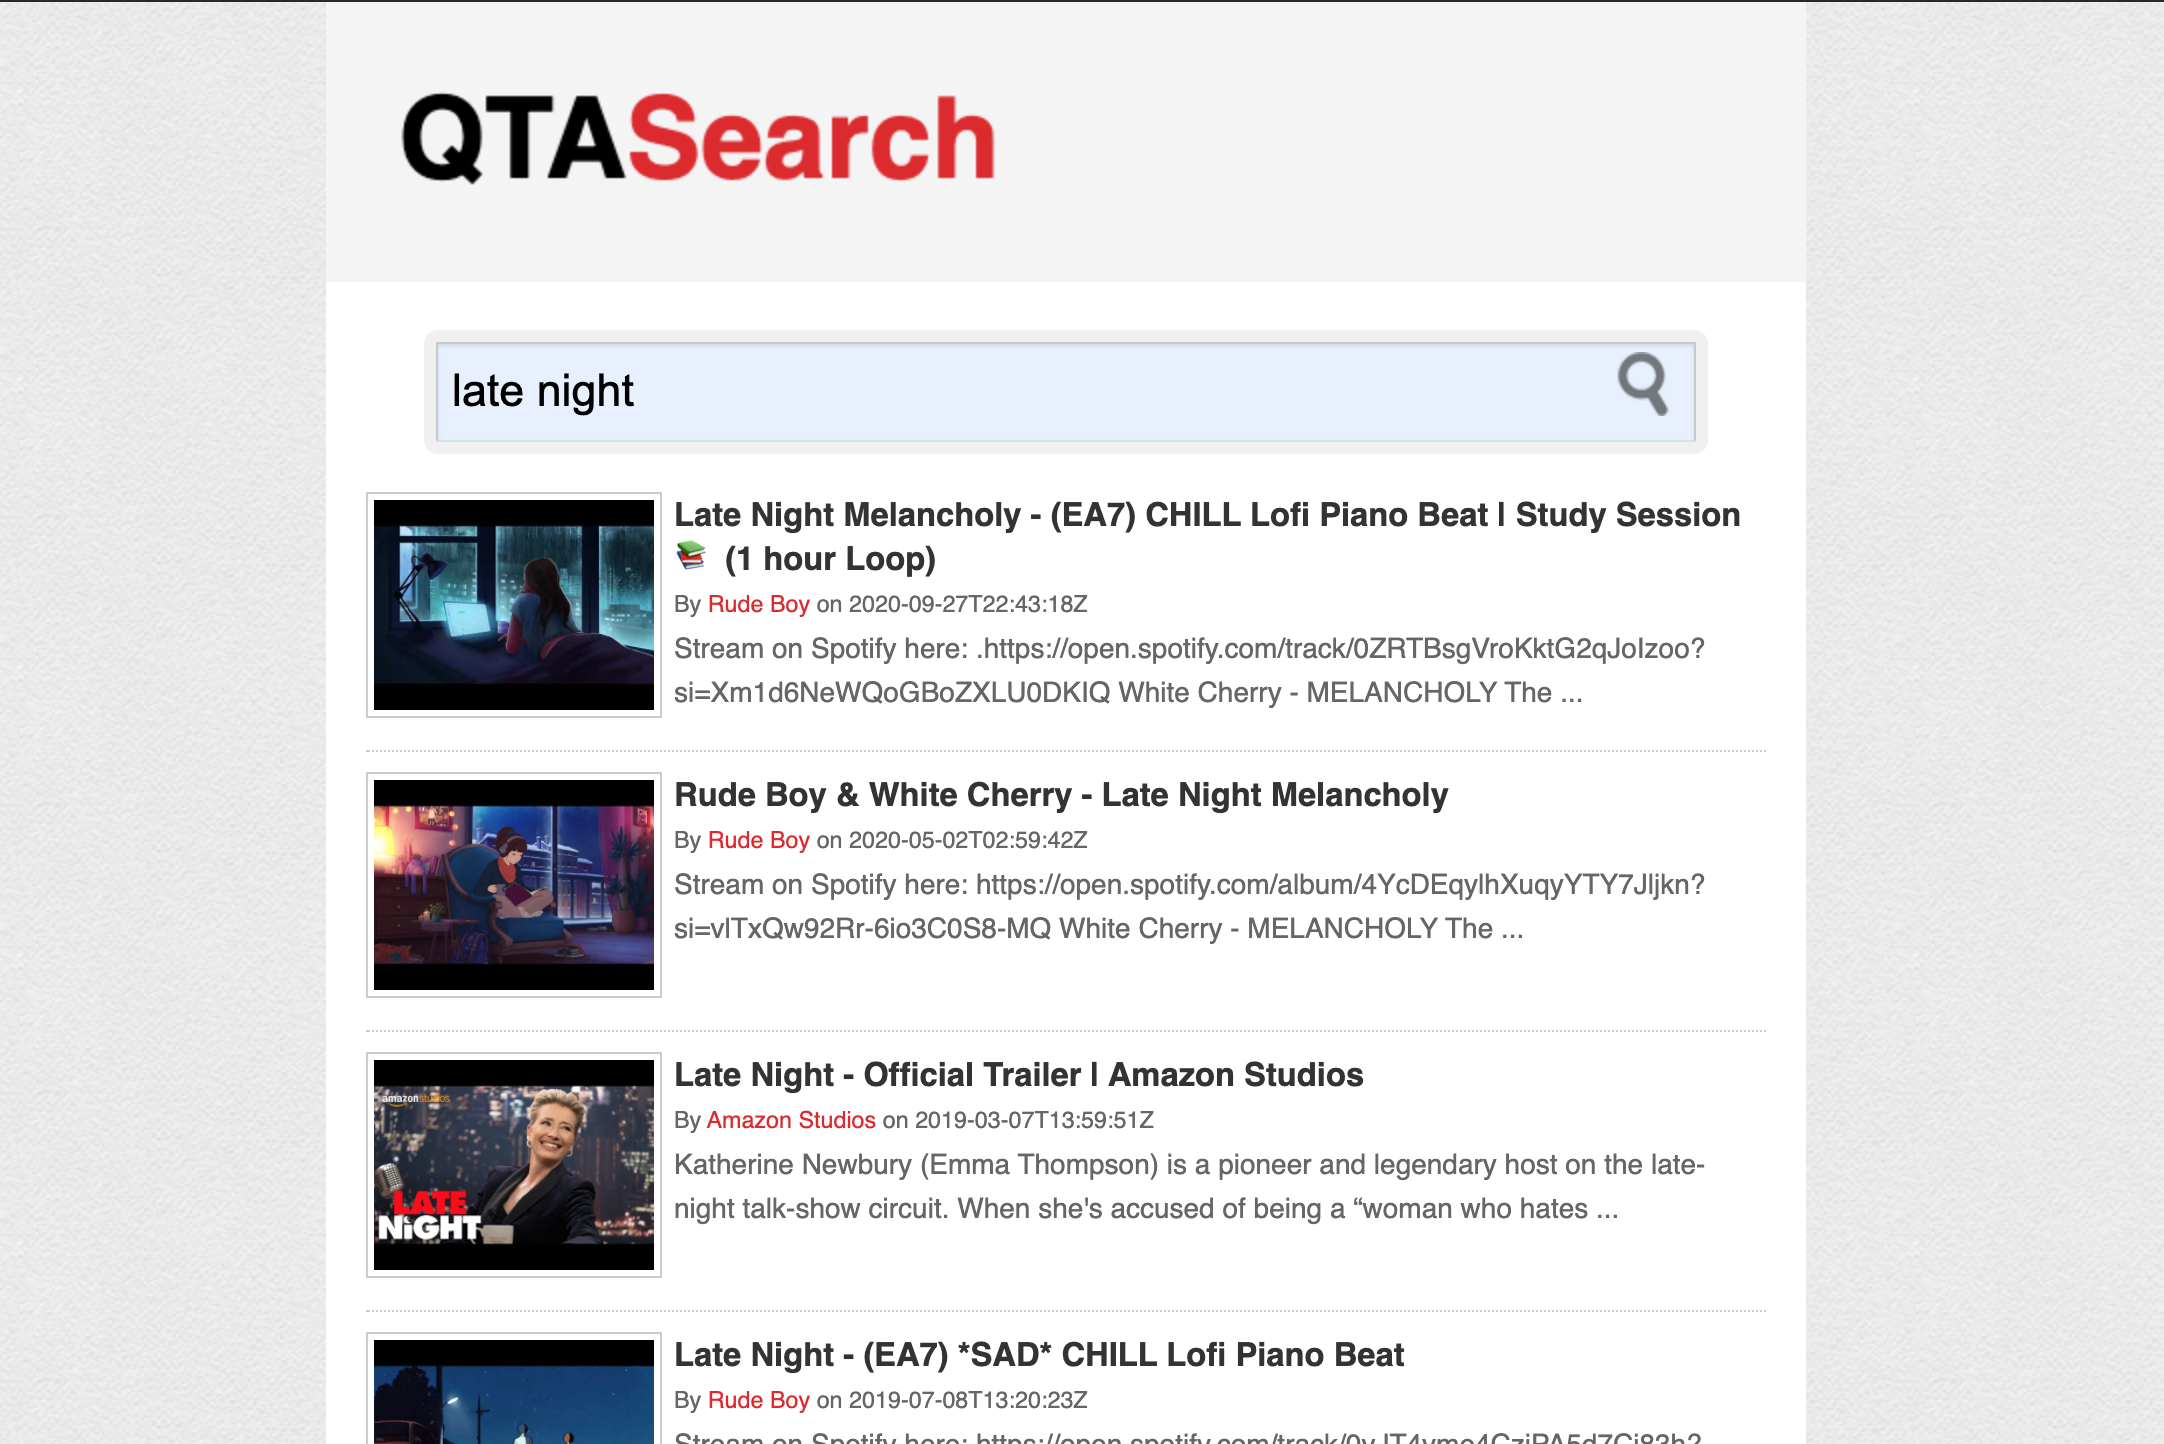 QTASearch
late night
Late Night Melancholy - (EA7) CHILL Lofi Piano Beat | Study Session
📚 (1 hour Loop)
By Rude Boy on 2020-09-27T22:43:18Z
Stream on Spotify here: .https://open.spotify.com/track/0ZRTBsgVroKktG2qJoIzoo?
si=Xm1d6NeWQoGBoZXLU0DKIQ White Cherry - MELANCHOLY The ...
Rude Boy & White Cherry - Late Night Melancholy
By Rude Boy on 2020-05-02T02:59:42Z
Stream on Spotify here: https://open.spotify.com/album/4YcDEqylhXuqyYTY7Jljkn?
si=vlTxQw92Rr-6io3C0S8-MQ White Cherry - MELANCHOLY The ...
amazonstudios
LATE
NiGHT
Late Night - Official Trailer | Amazon Studios
By Amazon Studios on 2019-03-07T13:59:51Z
Katherine Newbury (Emma Thompson) is a pioneer and legendary host on the late-
night talk-show circuit. When she's accused of being a “woman who hates ...
Late Night - (EA7) *SAD* CHILL Lofi Piano Beat
By Rude Boy on 2019-07-08T13:20:23Z
Stream on Spotify here: